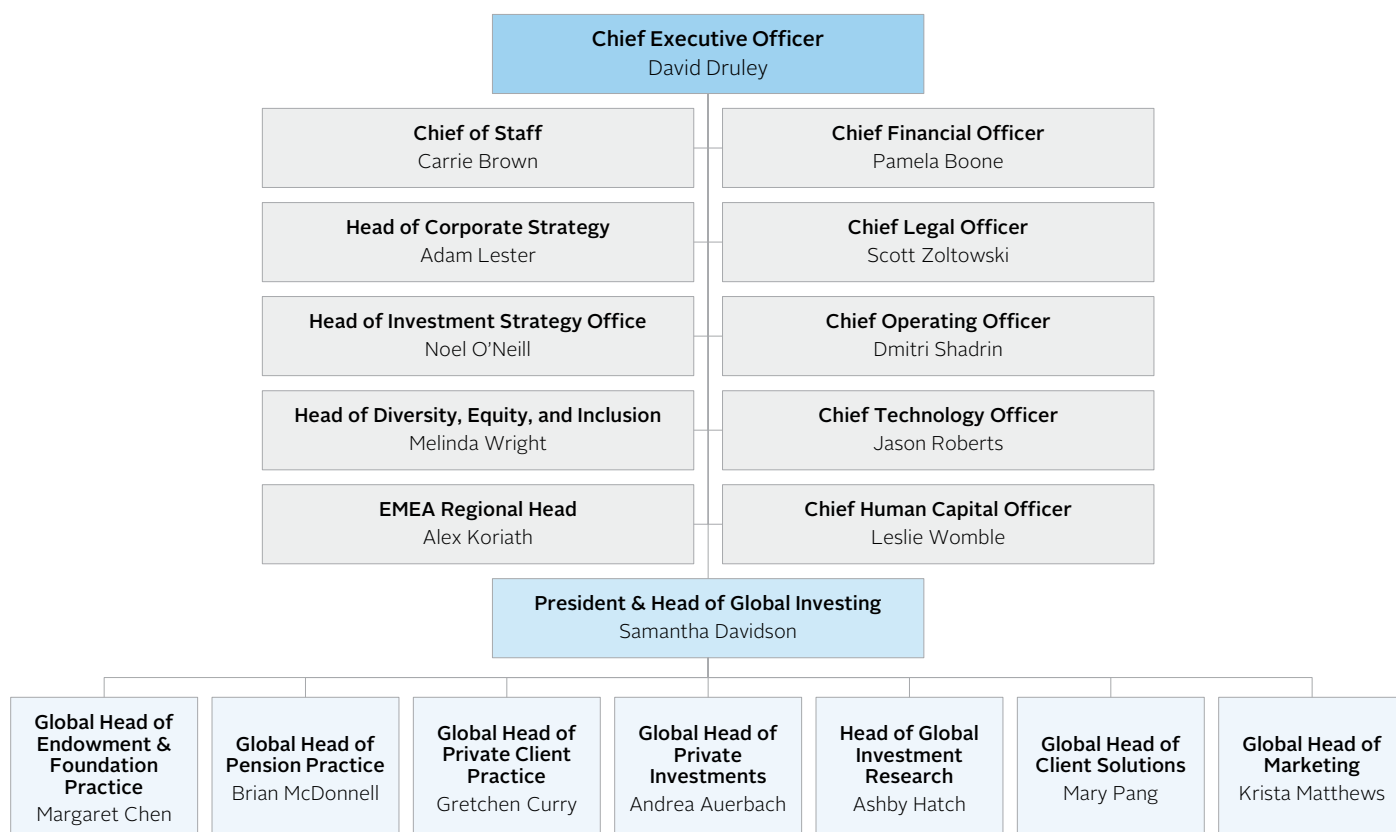 Chief Executive Officer
David Druley
Chief of Staff
Carrie Brown
Chief Financial Officer
Pamela Boone
Head of Corporate Strategy
Adam Lester
Chief Legal Officer
Scott Zoltowski
Head of Investment Strategy Office
Noel O’Neill
Chief Operating Officer
Dmitri Shadrin
Head of Diversity, Equity, and Inclusion
Melinda Wright
Chief Technology Officer
Jason Roberts
EMEA Regional Head
Alex Koriath
Chief Human Capital Officer
Leslie Womble
President & Head of Global Investing
Samantha Davidson
Global Head of
Endowment &
Foundation
Practice
Margaret Chen
Global Head of
Pension Practice
Brian McDonnell
Global Head of
Private Client
Practice
Gretchen Curry
Global Head of
Private
Investments
Andrea Auerbach
Head of Global
Investment
Research
Ashby Hatch
Global Head of
Client Solutions
Mary Pang
Global Head of
Marketing
Krista Matthews